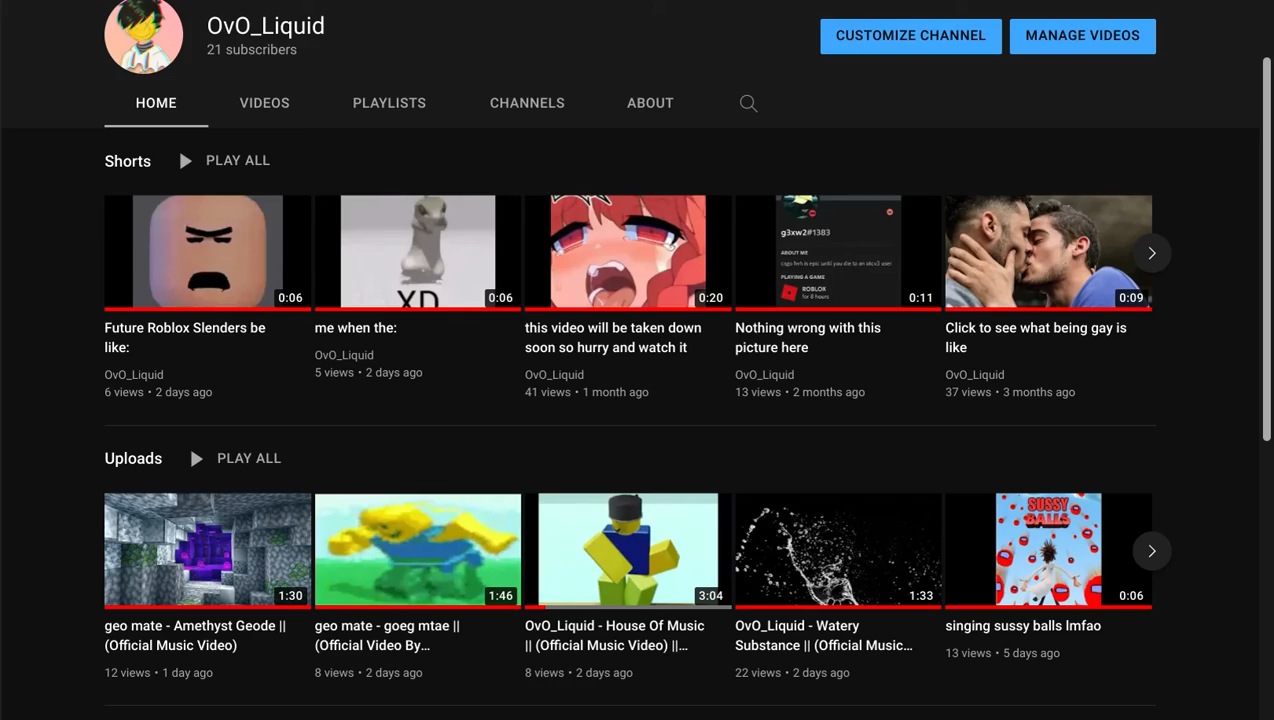 OvO_Liquid
21 subscribers
CUSTOMIZE CHANNEL
MANAGE VIDEOS
HOME
VIDEOS
PLAYLISTS
CHANNELS
ABOUT
Shorts
PLAY ALL
0:06
XD
0:06
0:20
g3xw2#1383
ABOUT ME
PLAYING A GAME
ROBLOX
for 8 hours
0:11
0:09
Future Roblox Slenders be
like:
OvO_Liquid
6 views • 2 days ago
me when the:
OvO_Liquid
5 views • 2 days ago
this video will be taken down
soon so hurry and watch it
OvO_Liquid
41 views • 1 month ago
Nothing wrong with this
picture here
OvO_Liquid
13 views • 2 months ago
Click to see what being gay is
like
OvO_Liquid
37 views • 3 months ago
Uploads
PLAY ALL
1:30
1:46
3:04
1:33
SUSSY
BALLS
0:06
geo mate - Amethyst Geode ||
(Official Music Video)
12 views • 1 day ago
geo mate - goeg mtae ||
(Official Video By...
8 views • 2 days ago
OvO_Liquid - House Of Music
|| (Official Music Video) ||...
8 views • 2 days ago
OvO_Liquid - Watery
Substance || (Official Music...
22 views • 2 days ago
singing sussy balls lmfao
13 views • 5 days ago